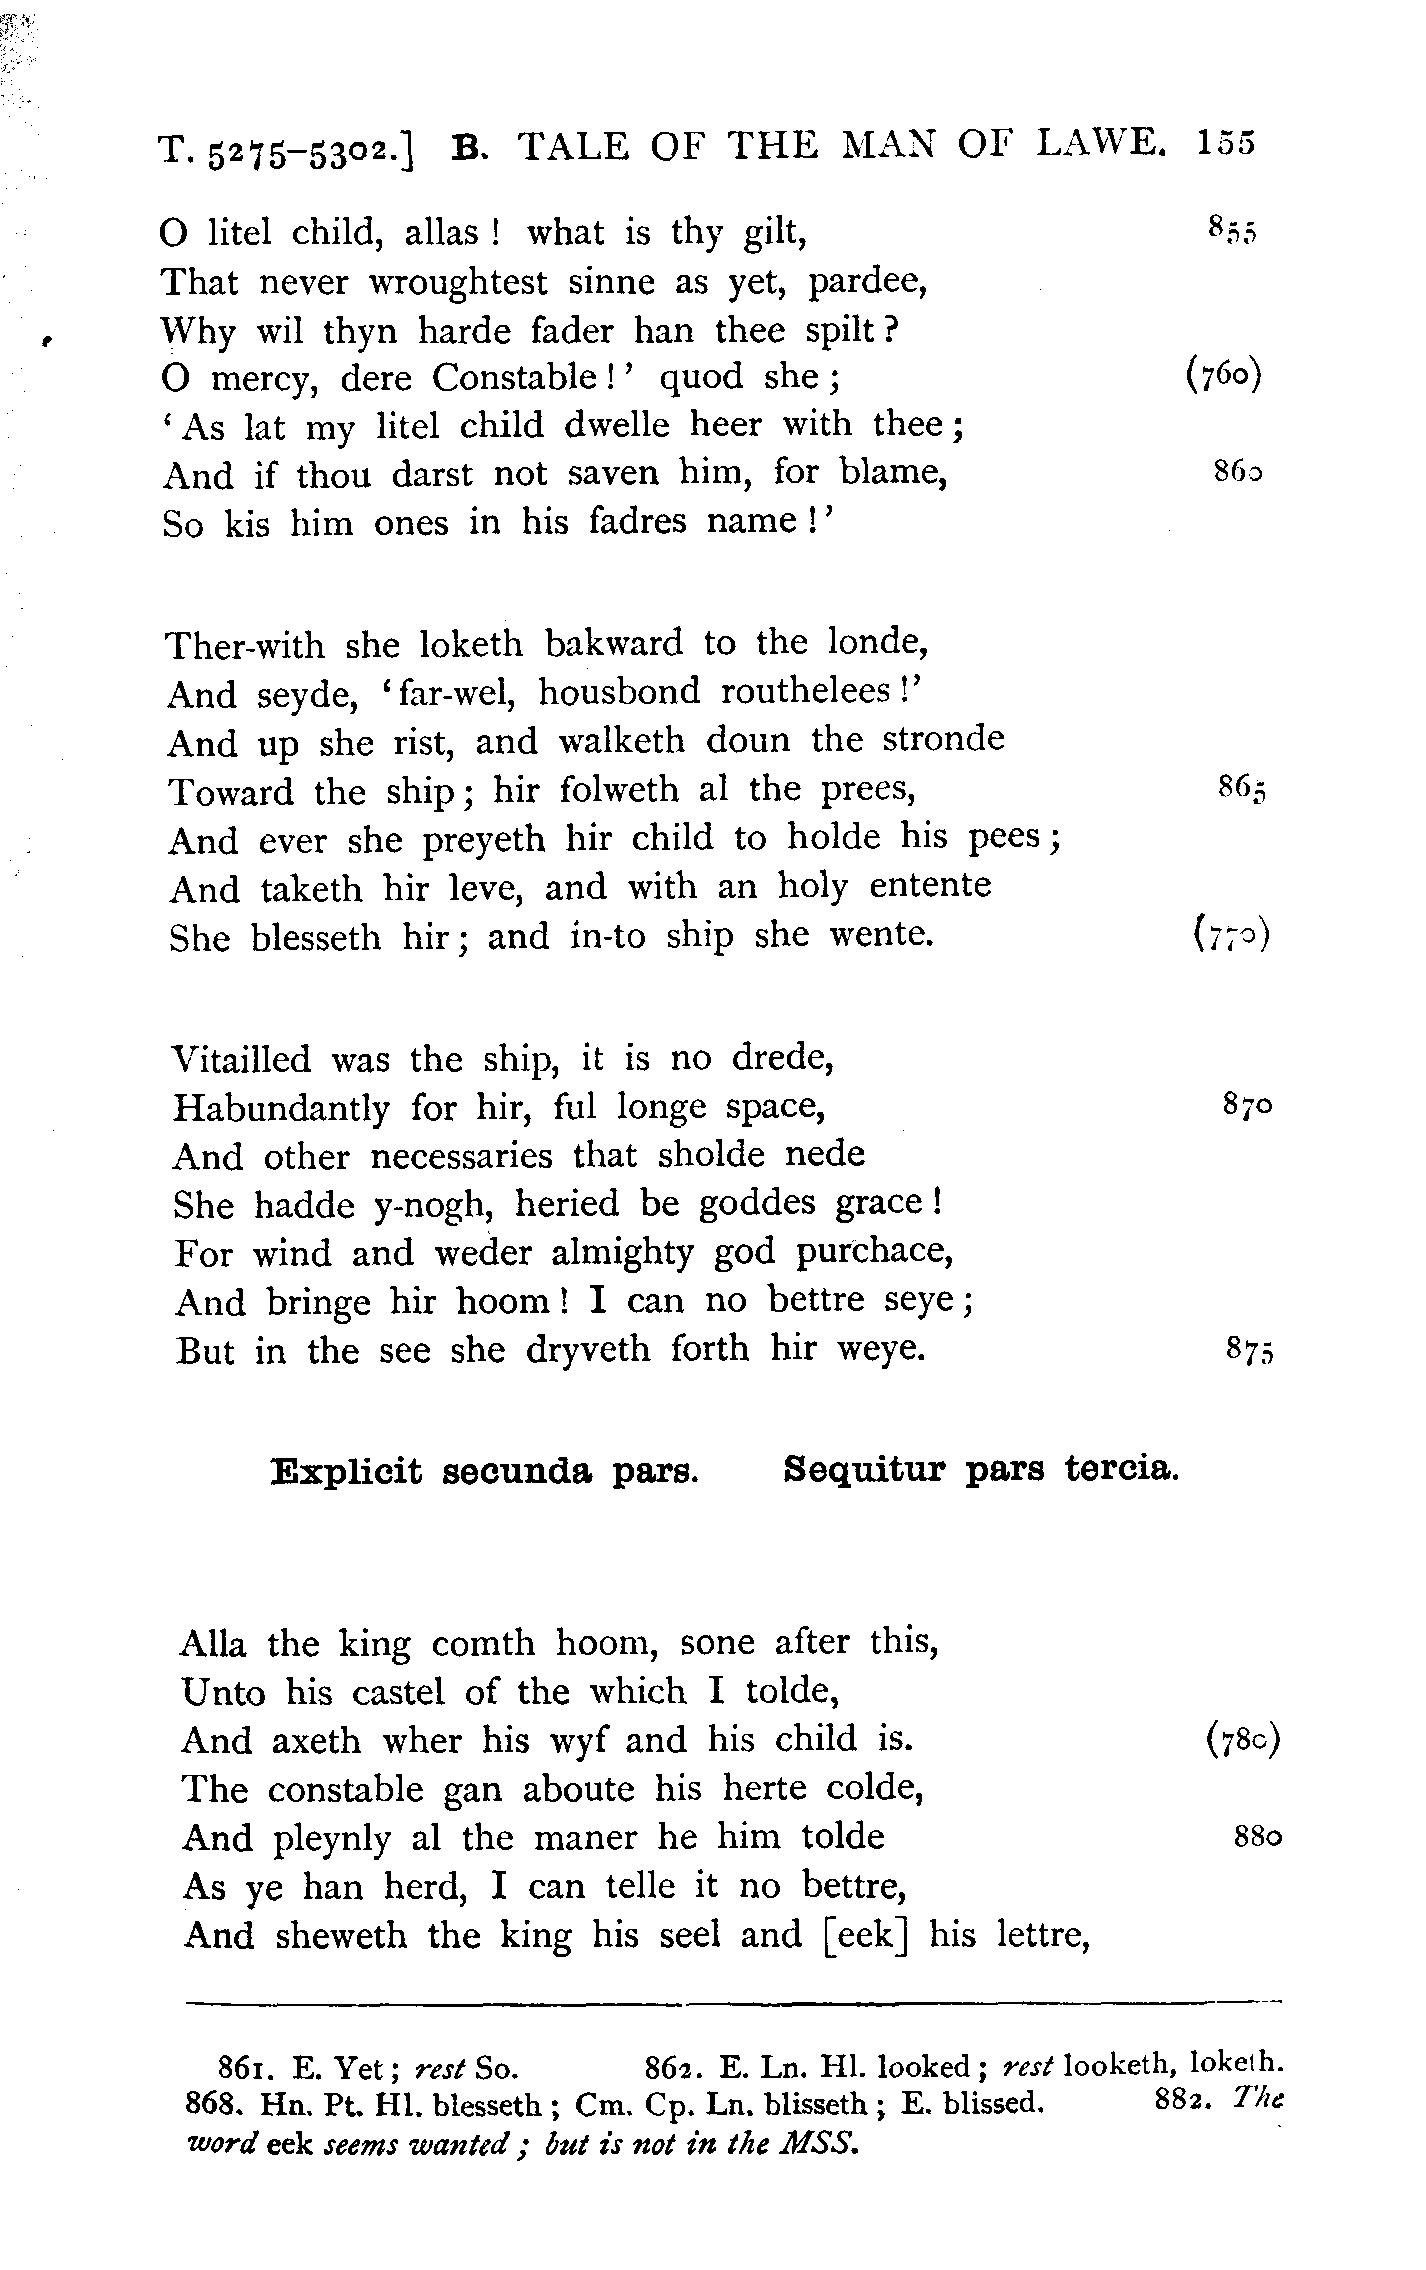 T. 5275–5302.] B. TALE OF THE MAN OF LAWE. 155
O litel child, allas! what is thy gilt, 855
That never wroughtest sinne as yet, pardee,
Why wil thyn harde fader han thee spilt?
O mercy, dere Constable!' quod she; (760)
'As lat my litel child dwelle heer with thee;
And if thou darst not saven him, for blame, 860
So kis him ones in his fadres name!'
Ther-with she loketh bakward to the londe,
And seyde, 'far-wel, housbond routhelees!'
And up she rist, and walketh doun the stronde
Toward the ship; hir folweth al the prees, 865
And ever she preyeth hir child to holde his pees;
And taketh hir leve, and with an holy entente
She blesseth hir; and in-to ship she wente. (770)
Vitailled was the ship, it is no drede,
Habundantly for hir, ful longe space, 870
And other necessaries that sholde nede
She hadde y-nogh, heried be goddes grace!
For wind and weder almighty god purchace,
And bringe hir hoom! I can no bettre seye;
But in the see she dryveth forth hir weye. 875
Explicit secunda pars. Sequitur pars tercia.
Alla the king comth hoom, sone after this,
Unto his castel of the which I tolde,
And axeth wher his wyf and his child is. (780)
The constable gan aboute his herte colde,
And pleynly al the maner he him tolde 880
As ye han herd, I can telle it no bettre,
And sheweth the king his seel and [eek] his lettre,
861. E. Yet; rest So. 862. E. Ln. Hl. looked; rest looketh, loketh.
868. Hn. Pt. Hl. blesseth; Cm. Cp. Ln. blisseth; E. blissed. 882. The
word eek seems wanted; but is not in the MSS.